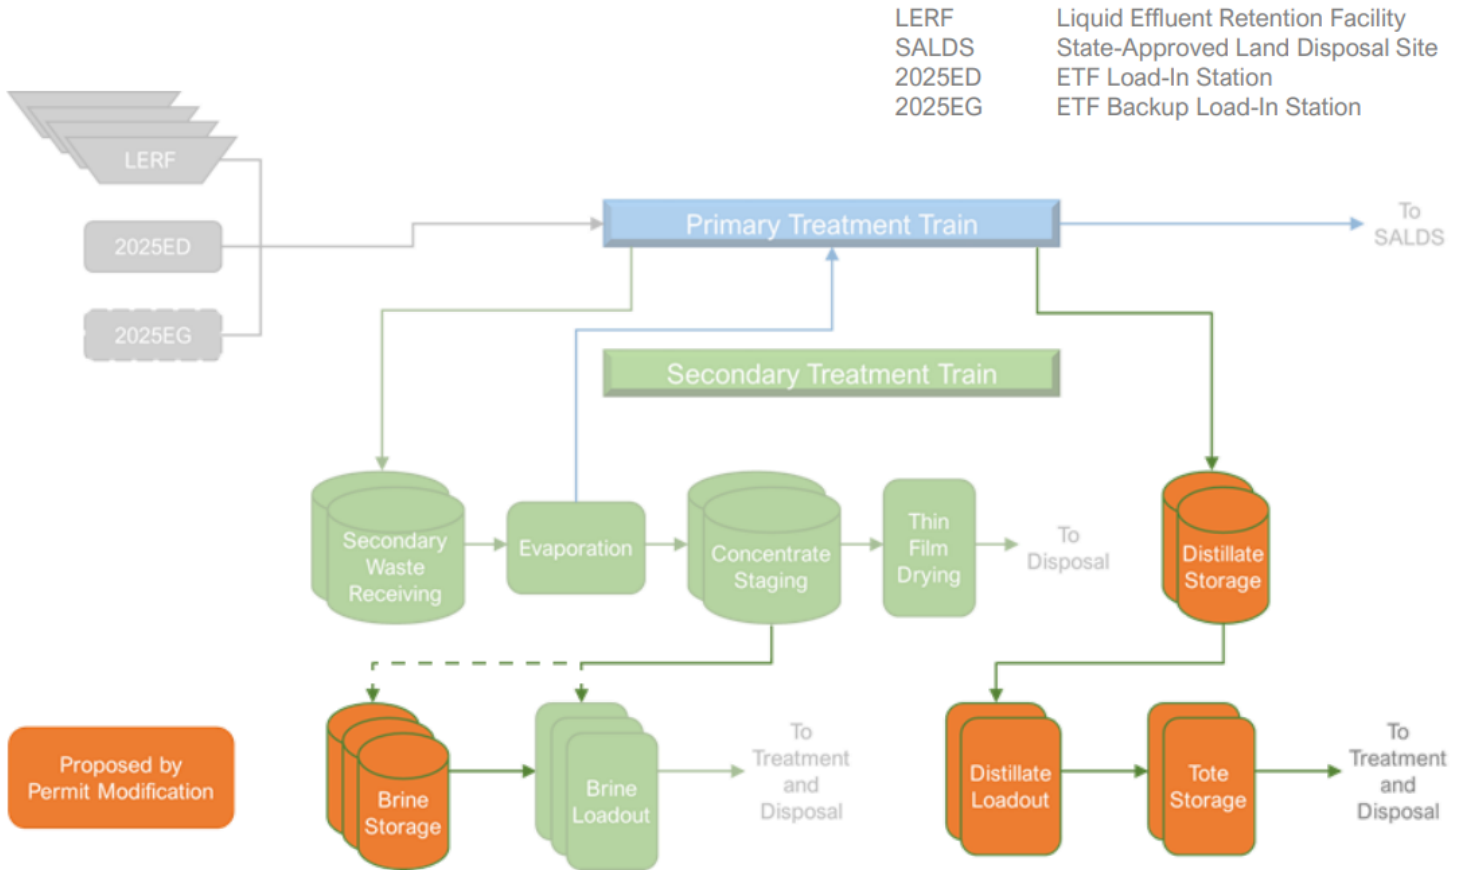 LERF Liquid Effluent Retention Facility
SALDS State-Approved Land Disposal Site
2025ED ETF Load-In Station
2025EG ETF Backup Load-In Station
LERF
2025ED
2025EG
Primary Treatment Train
To
SALDS
Secondary Treatment Train
Secondary
Waste
Receiving
Evaporation
Concentrate
Staging
Thin
Film
Drying
To
Disposal
Distillate
Storage
Proposed by
Permit Modification
Brine
Storage
Brine
Loadout
To
Treatment
and
Disposal
Distillate
Loadout
Tote
Storage
To
Treatment
and
Disposal